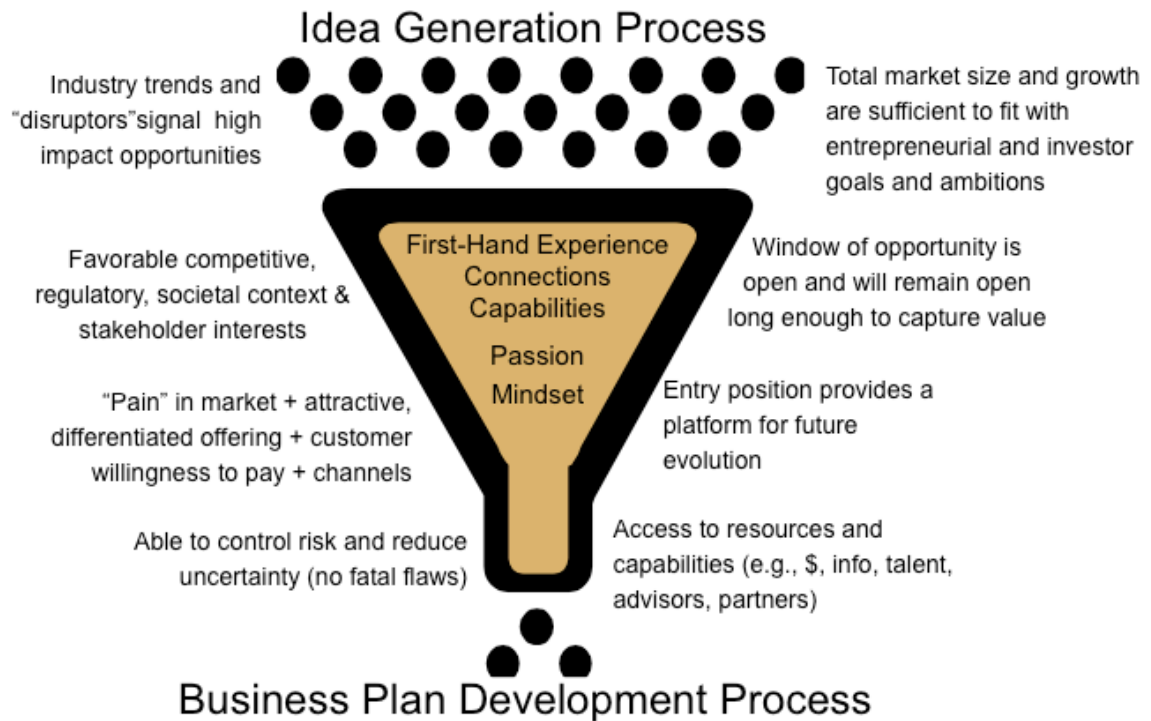 Idea Generation Process
Industry trends and
“disruptors”signal high
impact opportunities
Total market size and growth
are sufficient to fit with
entrepreneurial and investor
goals and ambitions
First-Hand Experience
Connections
Capabilities
Passion
Mindset
Favorable competitive,
regulatory, societal context &
stakeholder interests
Window of opportunity is
open and will remain open
long enough to capture value
“Pain” in market + attractive,
differentiated offering + customer
willingness to pay + channels
Entry position provides a
platform for future
evolution
Able to control risk and reduce
uncertainty (no fatal flaws)
Access to resources and
capabilities (e.g., $, info, talent,
advisors, partners)
Business Plan Development Process